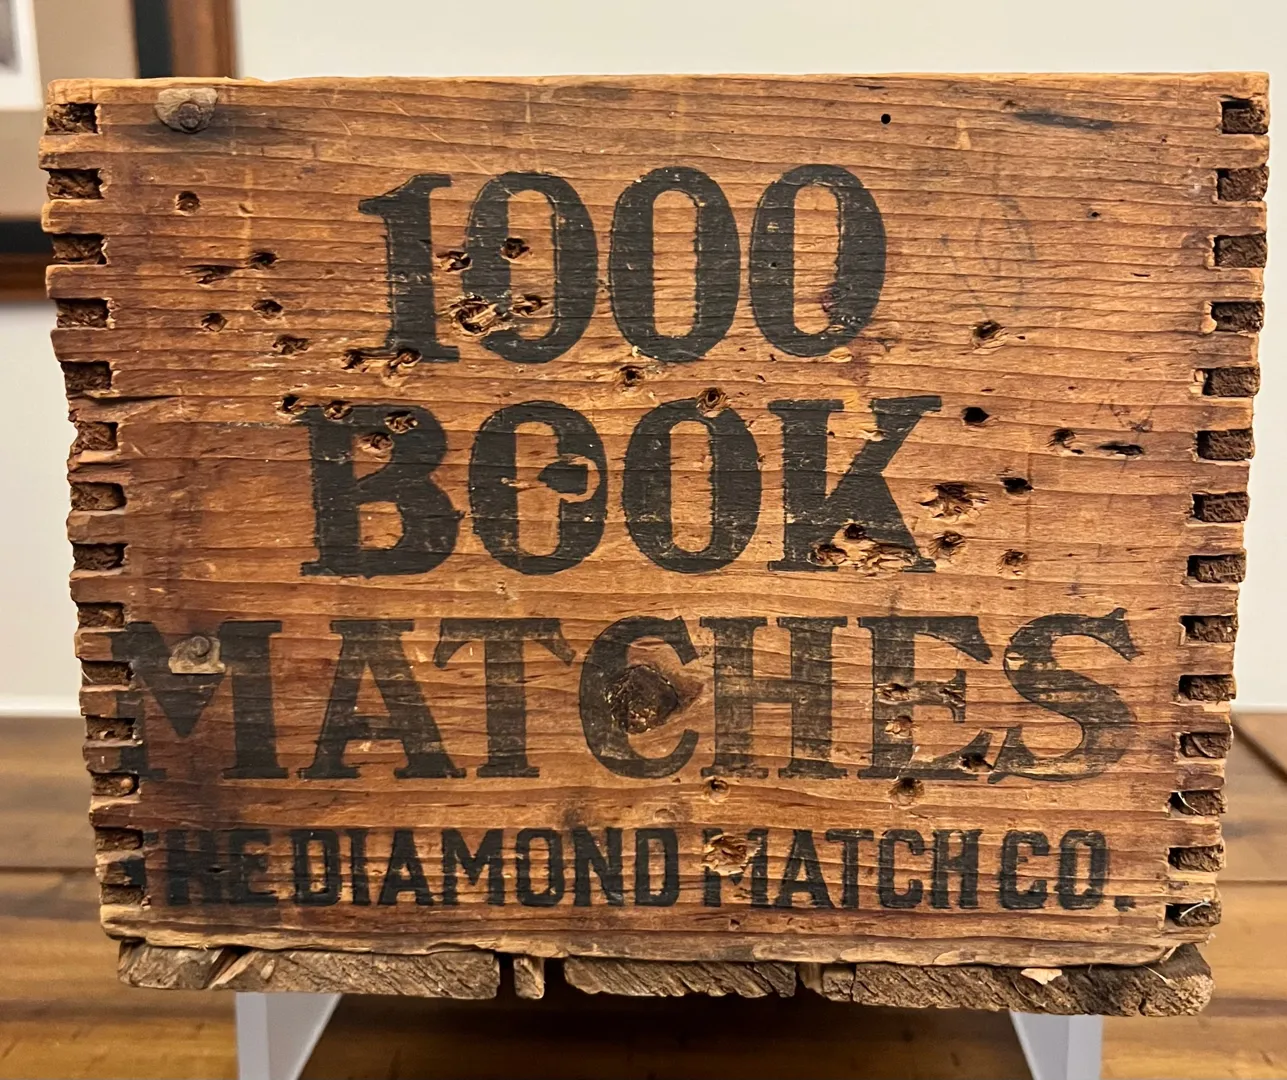 1000
BOOK
MATCHES
THE DIAMOND MATCH CO.